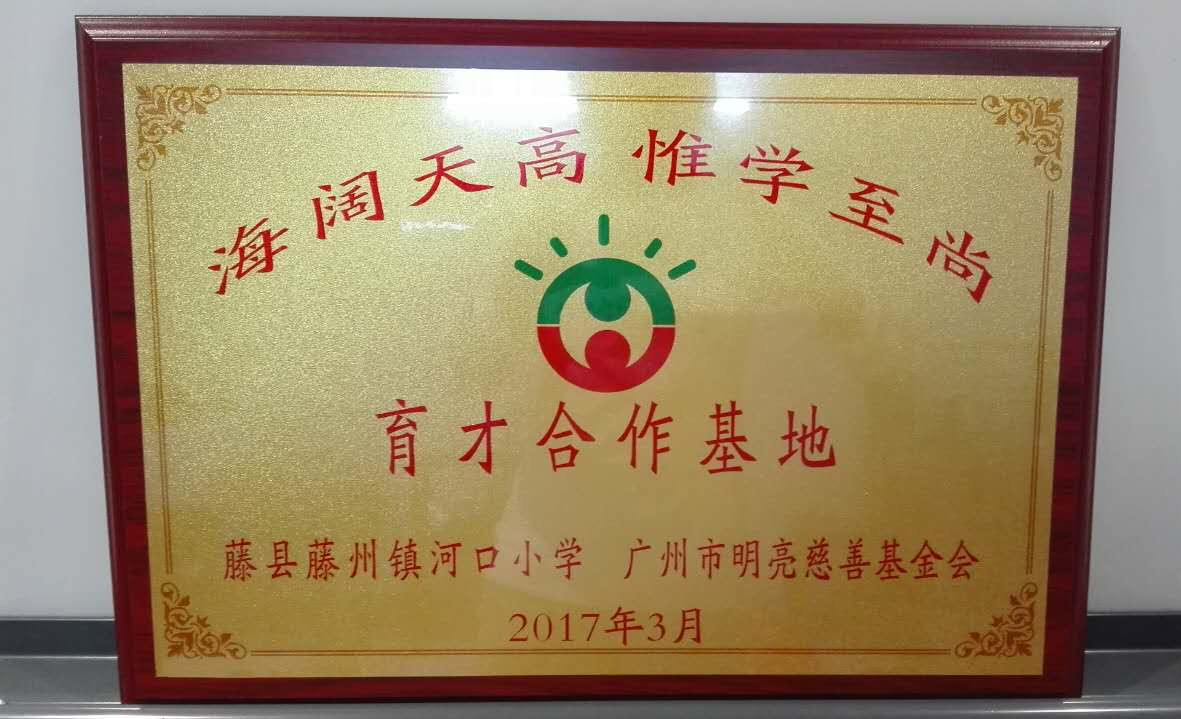 海阔天高 惟学至尚
育才合作基地
藤县藤州镇河口小学 广州市明亮慈善基金会
2017年3月